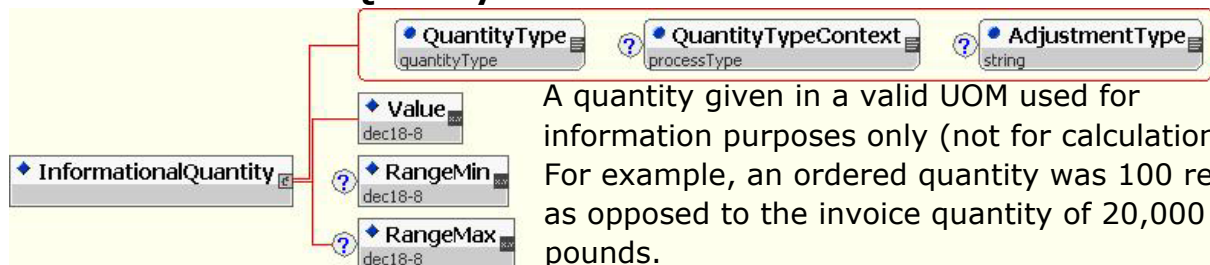 QuantityType
quantityType
? QuantityTypeContext
processType
? AdjustmentType
string
Value
dec18-8
InformationalQuantity
? RangeMin
dec18-8
? RangeMax
dec18-8
A quantity given in a valid UOM used for
information purposes only (not for calculation
For example, an ordered quantity was 100 re
as opposed to the invoice quantity of 20,000
pounds.